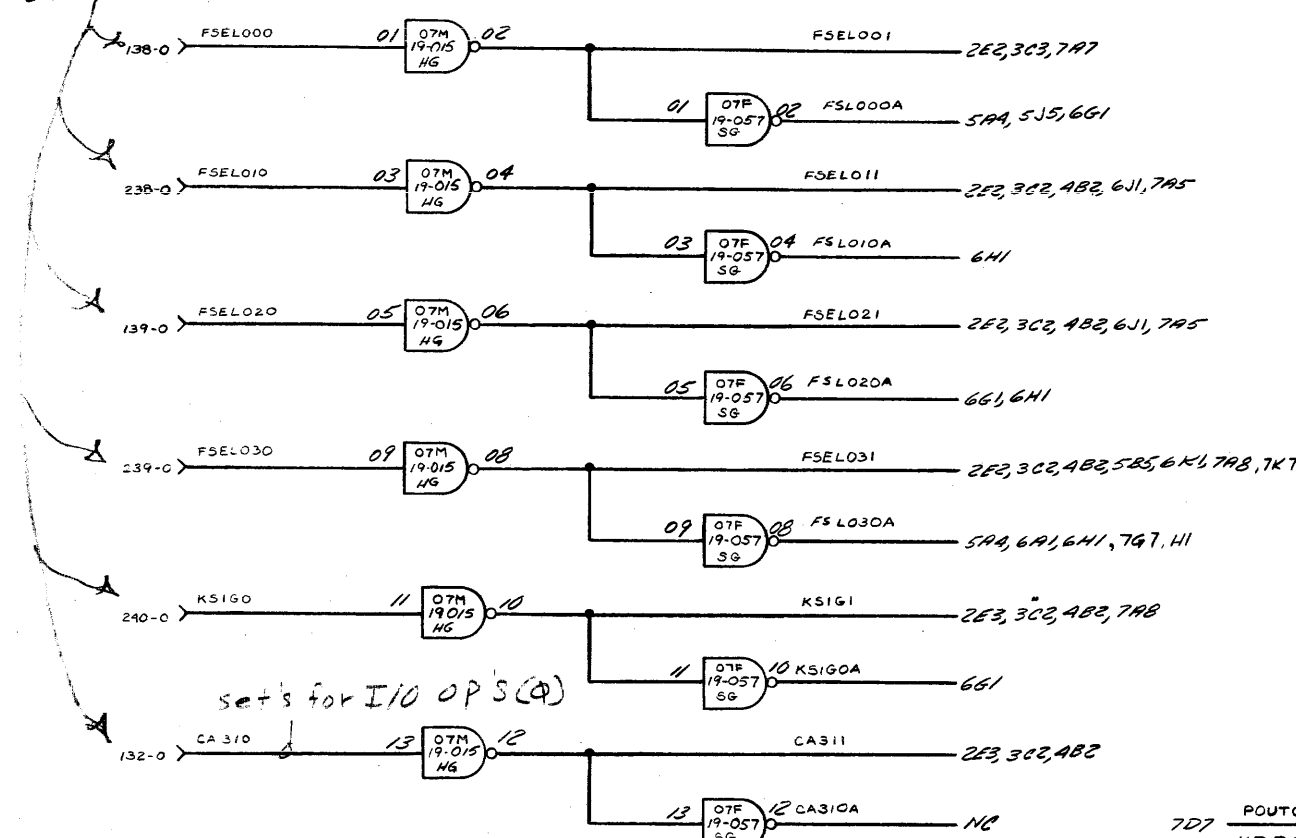 FSEL000 01 07M 02 FSEL001
138-0 19-015 2E2,3C3,7A7
HG
01 07F 02 FSL000A
19-057 5A4, 5J5, 6G1
SG
FSEL010 03 07M 04 FSEL011
238-0 19-015 2E2,3C2,4B2,6J1,7A5
HG
03 07F 04 FSL010A
19-057 6H1
SG
FSEL020 05 07M 06 FSEL021
139-0 19-015 2E2,3C2,4B2,6J1,7A5
HG
05 07F 06 FSL020A
19-057 6G1,6H1
SG
FSEL030 09 07M 08 FSEL031
239-0 19-015 2E2,3C2,4B2,5B5,6K1,7A8,7K7
HG
09 07F 08 FSL030A
19-057 5A4,6A1,6H1,7G7,H1
SG
KSIG0 11 07M 10 KSIG1
240-0 19015 2E3,3C2,4B2,7A8
HG
11 07F 10 KSIG0A
19-057 6G1
SG
set's for I/O OP'S(Φ)
CA310 13 07M 12 CA311
132-0 19-015 2E3,3C2,4B2
HG
13 07F 12 CA310A
19-057 NC
SG
7D7